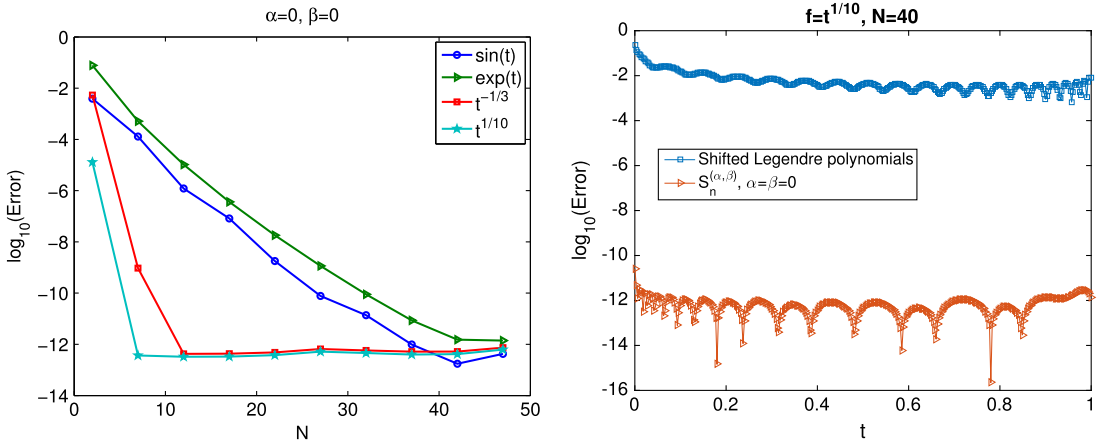 α=0, β=0
0
−2
−4
−6
−8
−10
−12
−14
log10(Error)
0
10
20
30
40
50
N
sin(t)
exp(t)
t^{-1/3}
t^{1/10}
f=t^{1/10}, N=40
0
-2
-4
-6
-8
-10
-12
-14
-16
log10(Error)
0
0.2
0.4
0.6
0.8
1
t
Shifted Legendre polynomials
S_n^{(α,β)}, α=β=0